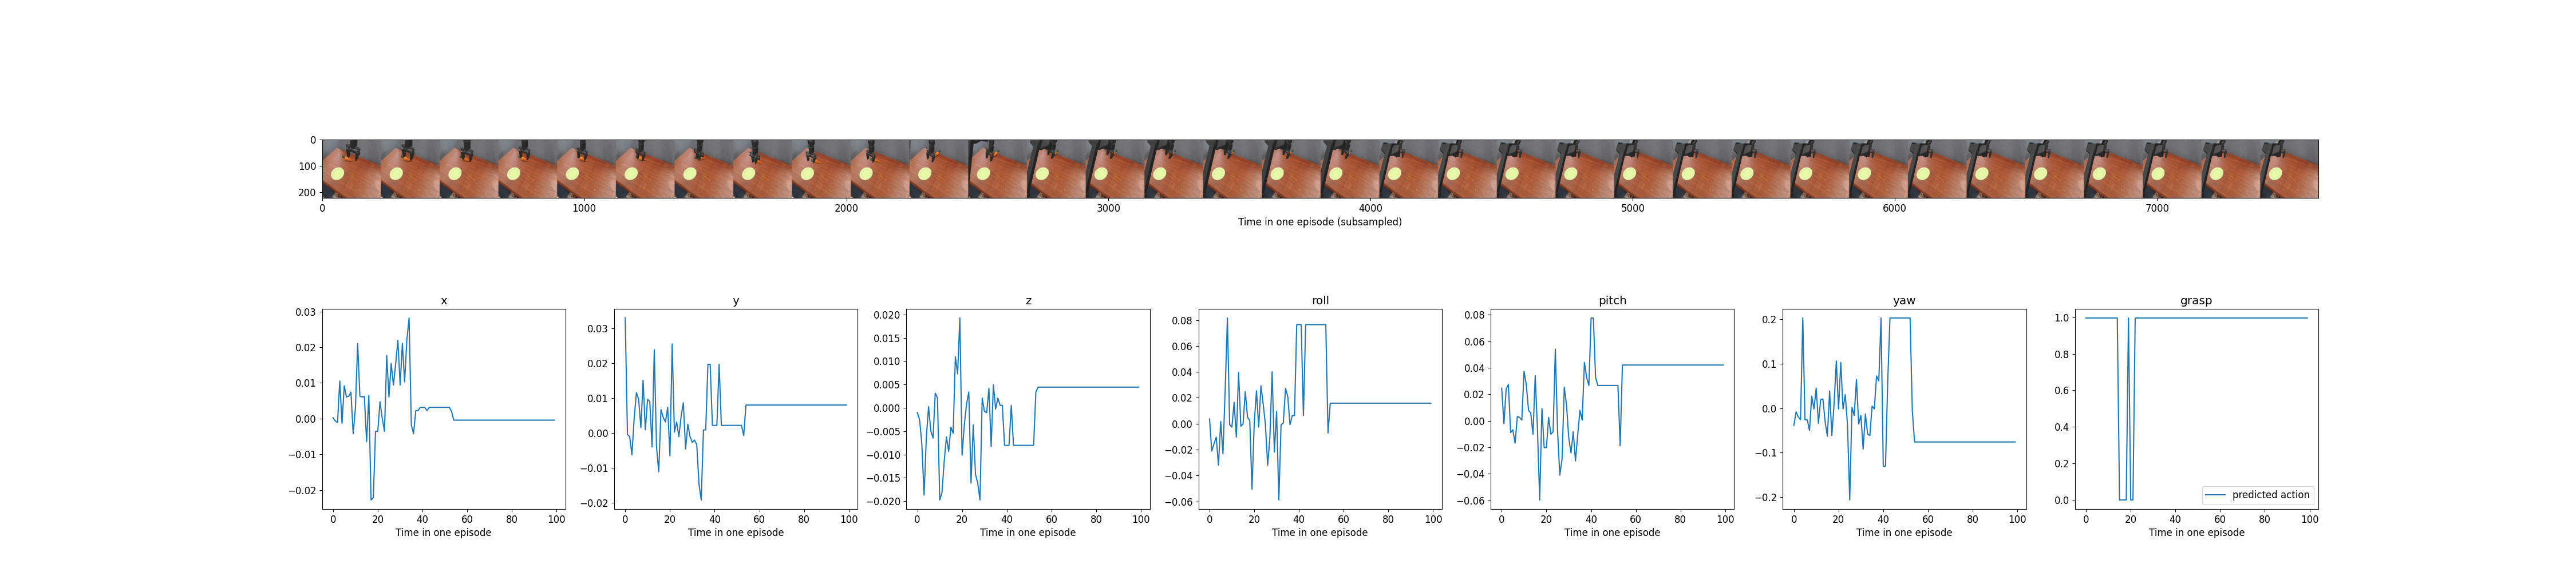 0
100
200
0 1000 2000 3000 4000 5000 6000 7000
Time in one episode (subsampled)
x
0.03
0.02
0.01
0.00
−0.01
−0.02
0 20 40 60 80 100
Time in one episode
y
0.03
0.02
0.01
0.00
−0.01
−0.02
0 20 40 60 80 100
Time in one episode
z
0.020
0.015
0.010
0.005
0.000
−0.005
−0.010
−0.015
−0.020
0 20 40 60 80 100
Time in one episode
roll
0.08
0.06
0.04
0.02
0.00
−0.02
−0.04
−0.06
0 20 40 60 80 100
Time in one episode
pitch
0.08
0.06
0.04
0.02
0.00
−0.02
−0.04
−0.06
0 20 40 60 80 100
Time in one episode
yaw
0.2
0.1
0.0
−0.1
−0.2
0 20 40 60 80 100
Time in one episode
grasp
1.0
0.8
0.6
0.4
0.2
0.0
predicted action
0 20 40 60 80 100
Time in one episode